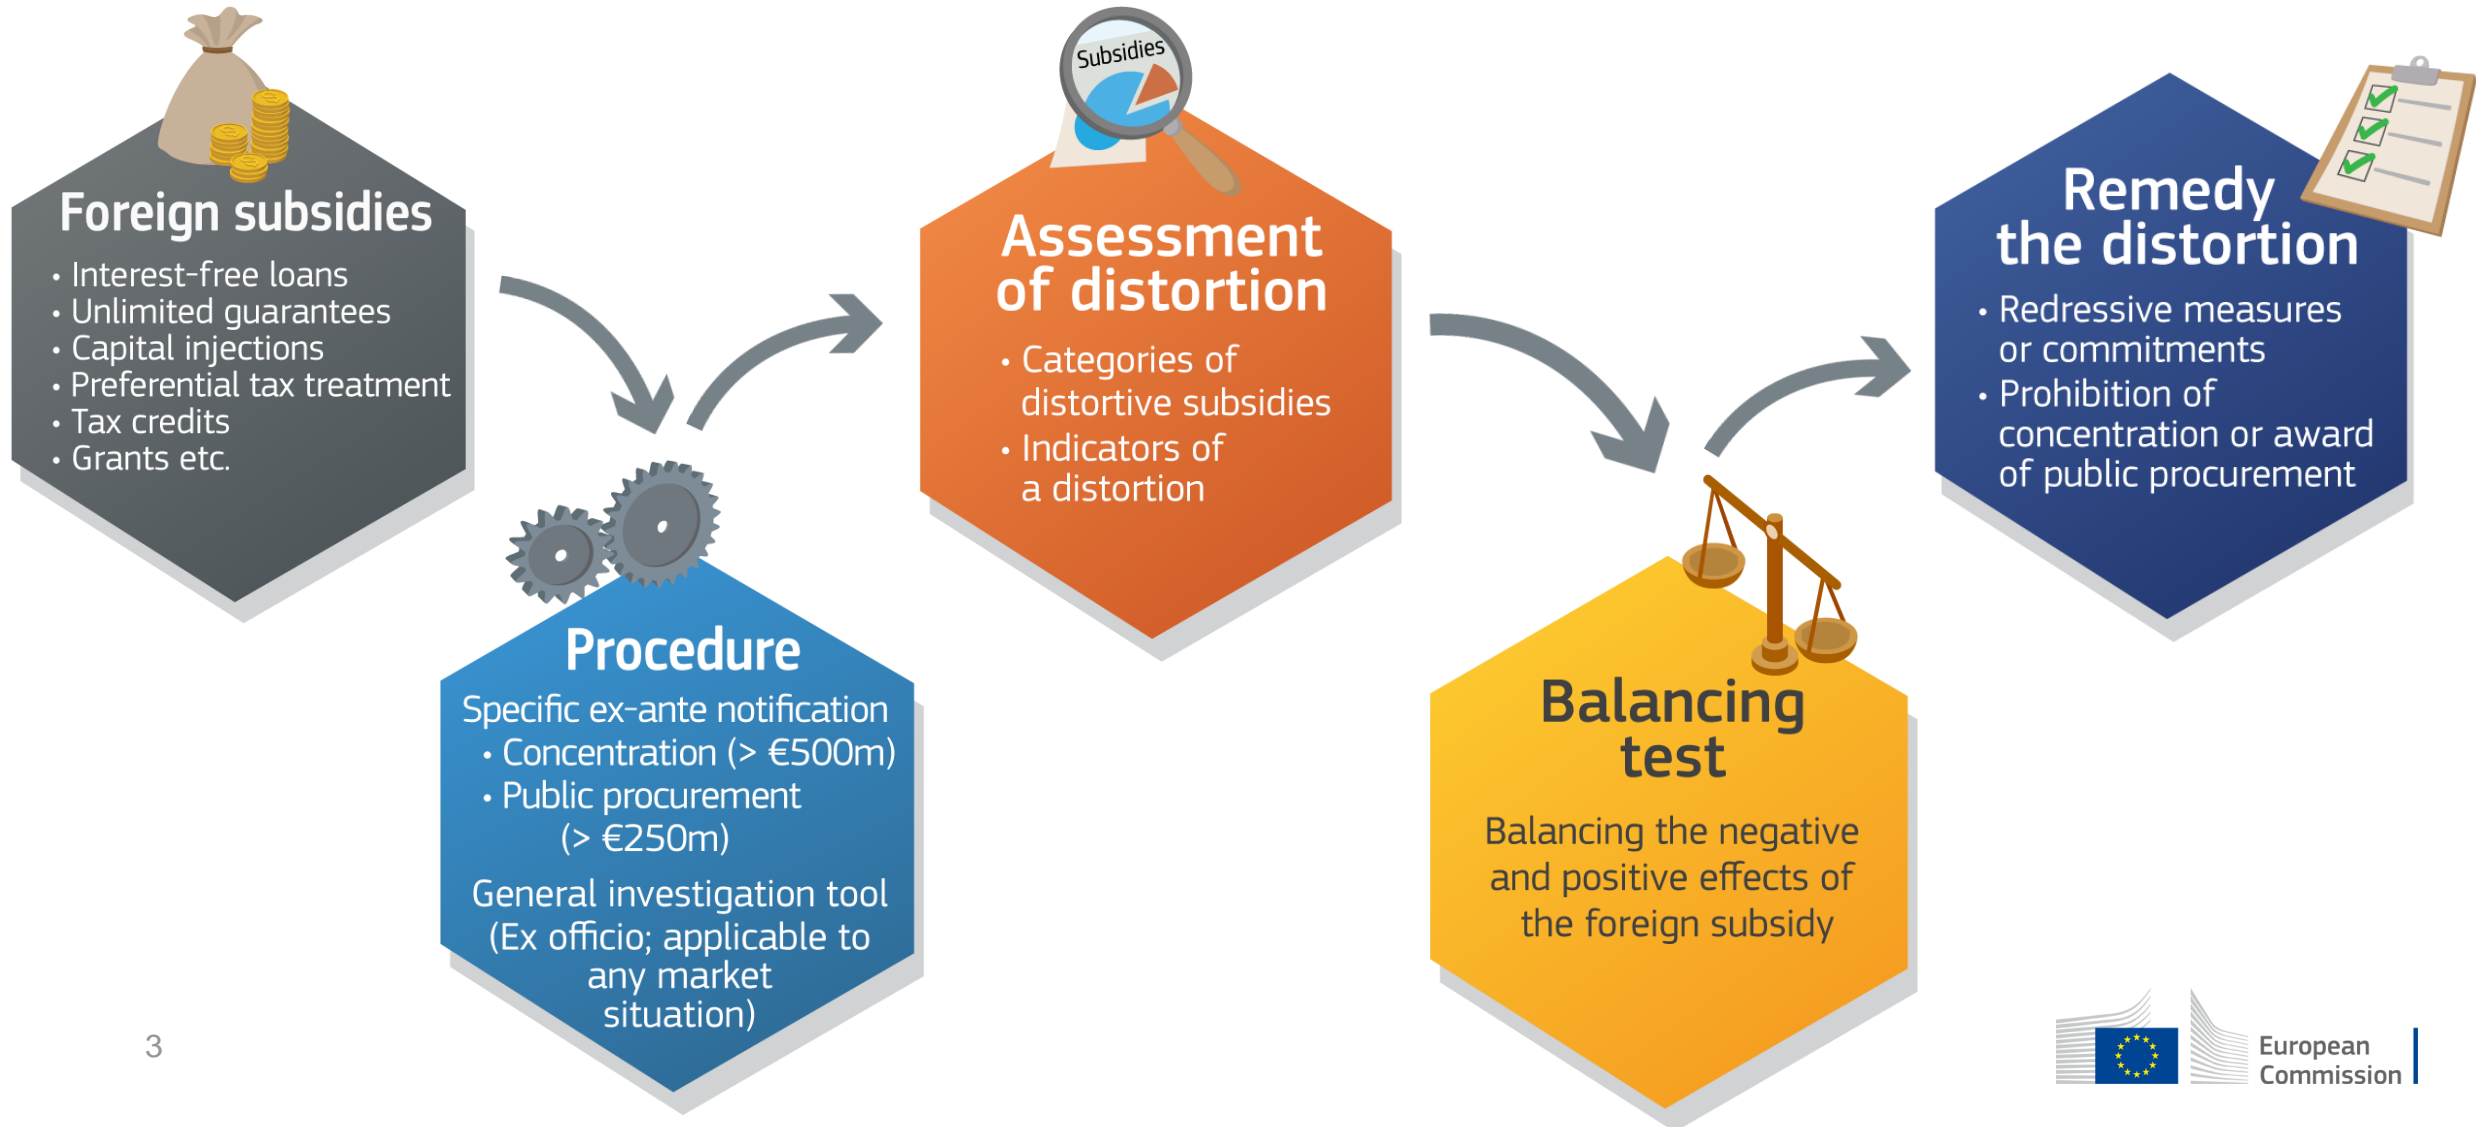 Foreign subsidies
• Interest-free loans
• Unlimited guarantees
• Capital injections
• Preferential tax treatment
• Tax credits
• Grants etc.
Procedure
Specific ex-ante notification
• Concentration (> €500m)
• Public procurement
(> €250m)
General investigation tool
(Ex officio; applicable to
any market
situation)
Subsidies
Assessment
of distortion
• Categories of
distortive subsidies
• Indicators of
a distortion
Balancing
test
Balancing the negative
and positive effects of
the foreign subsidy
Remedy
the distortion
• Redressive measures
or commitments
• Prohibition of
concentration or award
of public procurement
3
European
Commission